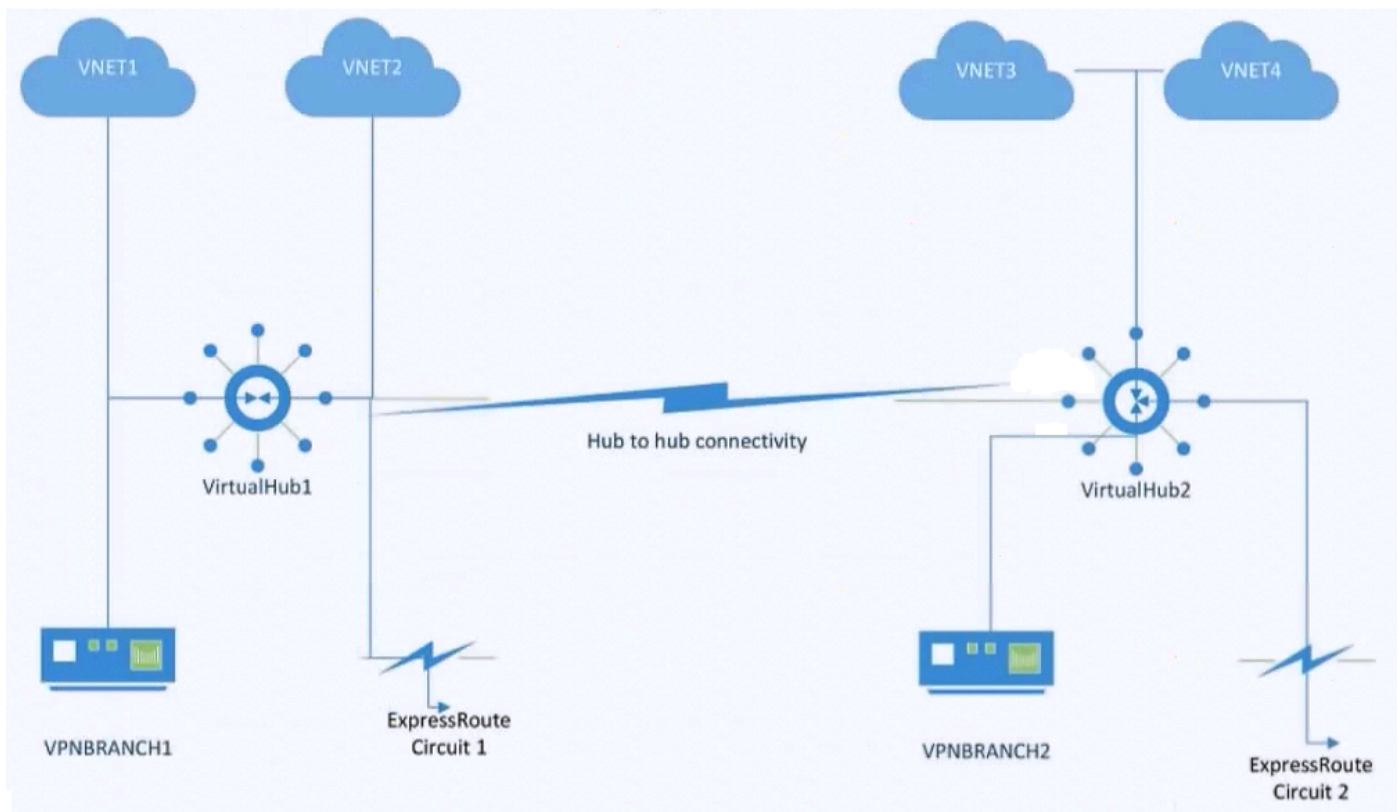 VNET1
VNET2
VNET3
VNET4
Hub to hub connectivity
VirtualHub1
VirtualHub2
ExpressRoute
Circuit 1
VPNBRANCH1
VPNBRANCH2
ExpressRoute
Circuit 2